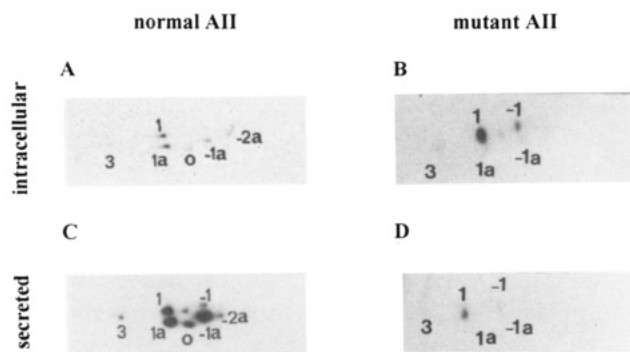 normal AII
mutant AII
intracellular
A
1
-2a
3
1a
o
-1a
B
1
-1
3
1a
-1a
secreted
C
1
-1
-2a
3
1a
o
-1a
D
1
-1
3
1a
-1a